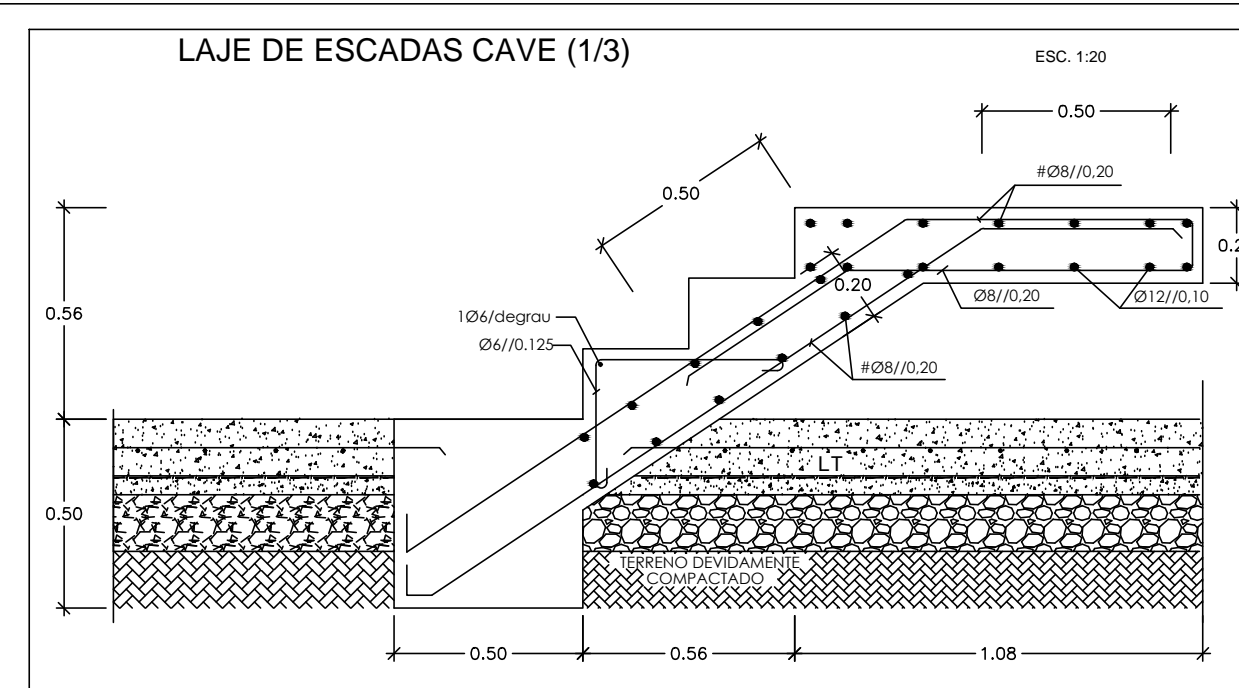 LAJE DE ESCADAS CAVE (1/3)
ESC. 1:20
0.50
#Ø8//0,20
0.50
0.56
0.20
Ø8//0,20
Ø12//0,10
1Ø6/degrau
Ø6//0.125
#Ø8//0,20
LT
0.50
TERRENO DEVIDAMENTE
COMPACTADO
0.50
0.56
1.08